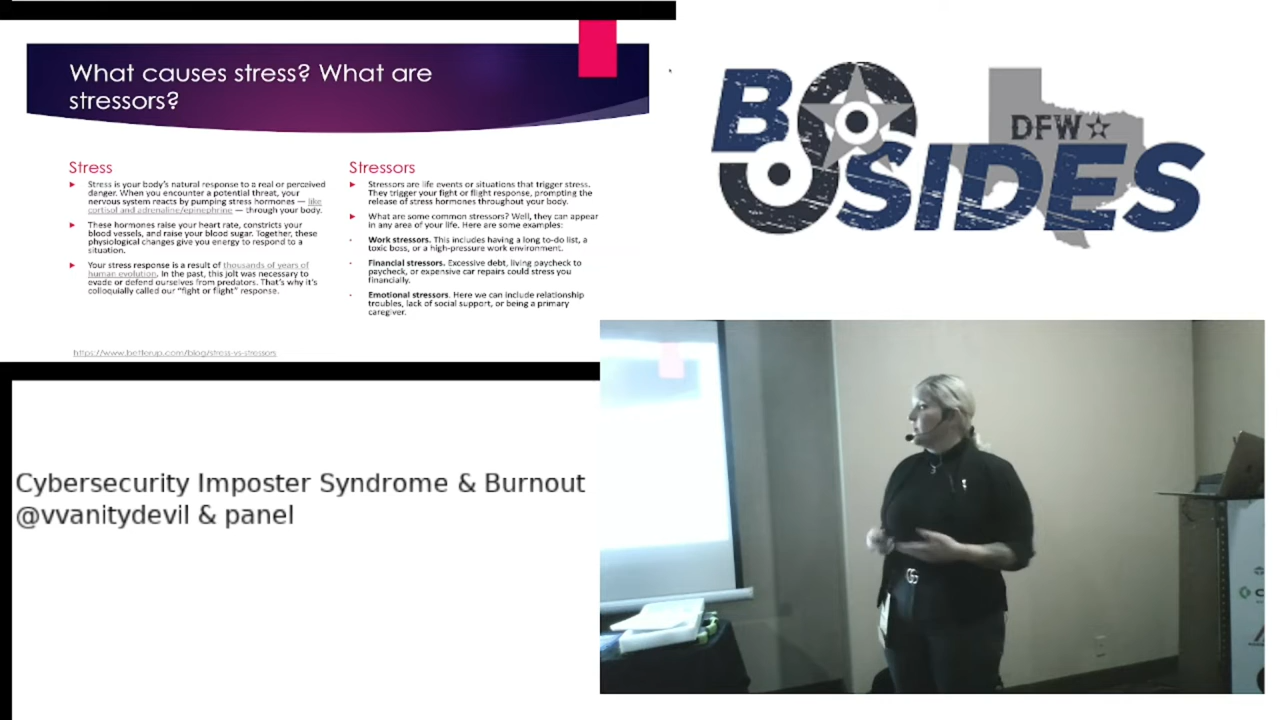 What causes stress? What are
stressors?
Stress
Stress is your body's natural response to a real or perceived
danger. When you encounter a potential threat, your
nervous system reacts by pumping stress hormones — like
cortisol and adrenaline/epinephrine — through your body.
These hormones raise your heart rate, constricts your
blood vessels, and raise your blood sugar. Together, these
physiological changes give you energy to respond to a
situation.
Your stress response is a result of thousands of years of
human evolution. In the past, this jolt was necessary to
evade or defend ourselves from predators. That's why it's
colloquially called our "fight or flight" response.
Stressors
Stressors are life events or situations that trigger stress.
They trigger your fight or flight response, prompting the
release of stress hormones throughout your body.
What are some common stressors? Well, they can appear
in any area of your life. Here are some examples:
Work stressors. This includes having a long to-do list, a
toxic boss, or a high-pressure work environment.
Financial stressors. Excessive debt, living paycheck to
paycheck, or expensive car repairs could stress you
financially.
Emotional stressors. Here we can include relationship
troubles, lack of social support, or being a primary
caregiver.
https://www.betterup.com/blog/stress-vs-stressors
BSIDES
DFW
Cybersecurity Imposter Syndrome & Burnout
@vvanitydevil & panel